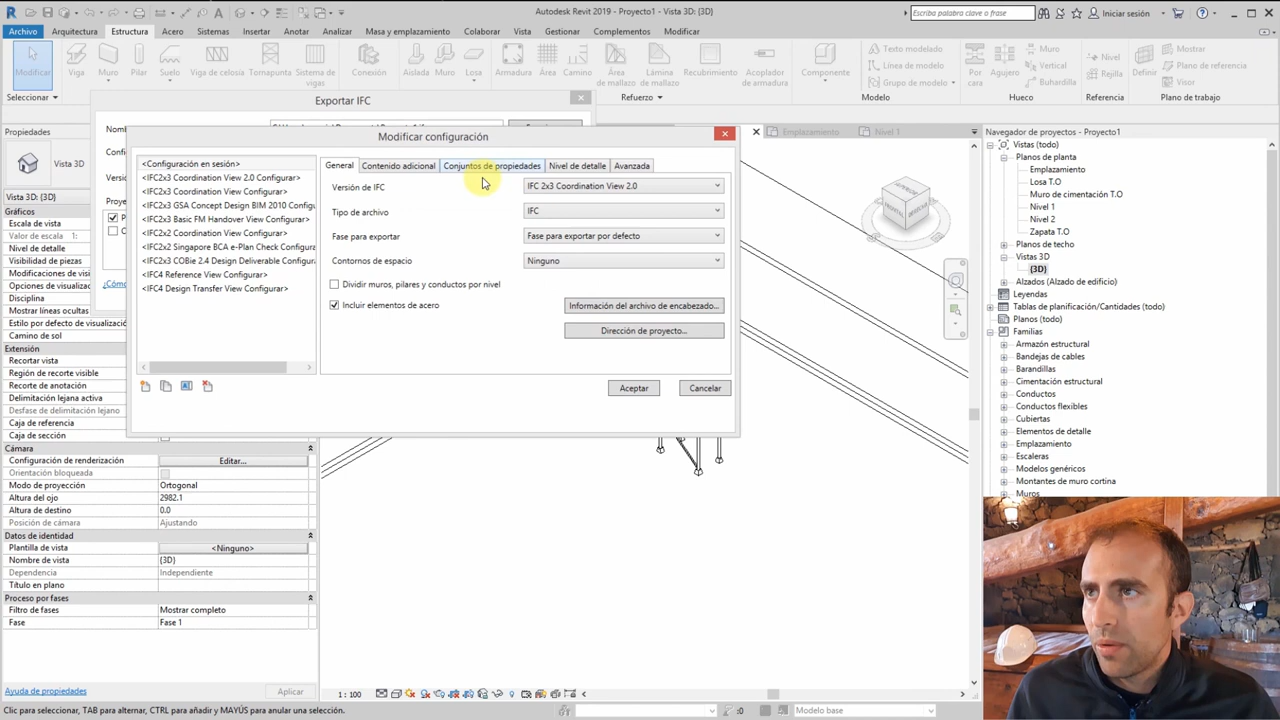 Autodesk Revit 2019 - Proyecto1 - Vista 3D: {3D}
Escriba palabra clave o frase
Iniciar sesión
Archivo Arquitectura Estructura Acero Sistemas Insertar Anotar Analizar Masa y emplazamiento Colaborar Vista Gestionar Complementos Modificar
Modificar Viga Muro Pilar Suelo Viga de celosía Tornapunta Sistema de vigas Conexión Aislada Muro Losa Armadura Área Camino Área de mallazo Lámina de mallazo Recubrimiento Acoplador de armadura Componente
Texto modelado
Línea de modelo
Grupo de modelo
Por cara Agujero
Muro
Vertical
Buhardilla
Nivel
Rejilla
Definir
Mostrar
Plano de referencia
Visor
Seleccionar Refuerzo Modelo Hueco Referencia Plano de trabajo
Exportar IFC
Modificar configuración
<Configuración en sesión>
<IFC2x3 Coordination View 2.0 Configurar>
<IFC2x3 Coordination View Configurar>
<IFC2x3 GSA Concept Design BIM 2010 Configu
<IFC2x3 Basic FM Handover View Configurar>
<IFC2x2 Coordination View Configurar>
<IFC2x2 Singapore BCA e-Plan Check Configura
<IFC2x3 COBie 2.4 Design Deliverable Configura
<IFC4 Reference View Configurar>
<IFC4 Design Transfer View Configurar>
General Contenido adicional Conjuntos de propiedades Nivel de detalle Avanzada
Versión de IFC IFC 2x3 Coordination View 2.0
Tipo de archivo IFC
Fase para exportar Fase para exportar por defecto
Contornos de espacio Ninguno
Dividir muros, pilares y conductos por nivel
Incluir elementos de acero
Información del archivo de encabezado...
Dirección de proyecto...
Aceptar Cancelar
Emplazamiento Nivel 1
Propiedades
Vista 3D
Vista 3D: {3D}
Gráficos
Escala de vista
Valor de escala 1:
Nivel de detalle
Visibilidad de piezas
Modificaciones de vi
Opciones de visualiz
Disciplina
Mostrar líneas ocultas
Estilo por defecto de visualizació
Camino de sol
Extensión
Recortar vista
Región de recorte visible
Recorte de anotación
Delimitación lejana activa
Desfase de delimitación lejano
Caja de referencia
Caja de sección
Cámara
Configuración de renderización Editar...
Orientación bloqueada
Modo de proyección Ortogonal
Altura del ojo 2982.1
Altura de destino 0.0
Posición de cámara Ajustando
Datos de identidad
Plantilla de vista <Ninguno>
Nombre de vista {3D}
Dependencia Independiente
Título en plano
Proceso por fases
Filtro de fases Mostrar completo
Fase Fase 1
Ayuda de propiedades Aplicar
Navegador de proyectos - Proyecto1
Vistas (todo)
Planos de planta
Emplazamiento
Losa T.O
Muro de cimentación T.O
Nivel 1
Nivel 2
Zapata T.O
Planos de techo
Vistas 3D
{3D}
Alzados (Alzado de edificio)
Leyendas
Tablas de planificación/Cantidades (todo)
Planos (todo)
Familias
Armazón estructural
Bandejas de cables
Barandillas
Cimentación estructural
Conductos
Conductos flexibles
Cubiertas
Elementos de detalle
Emplazamiento
Escaleras
Modelos genéricos
Montantes de muro cortina
Muros
1 : 100
Clic para seleccionar, TAB para alternar, CTRL para añadir y MAYÚS para anular una selección.
:0 Modelo base